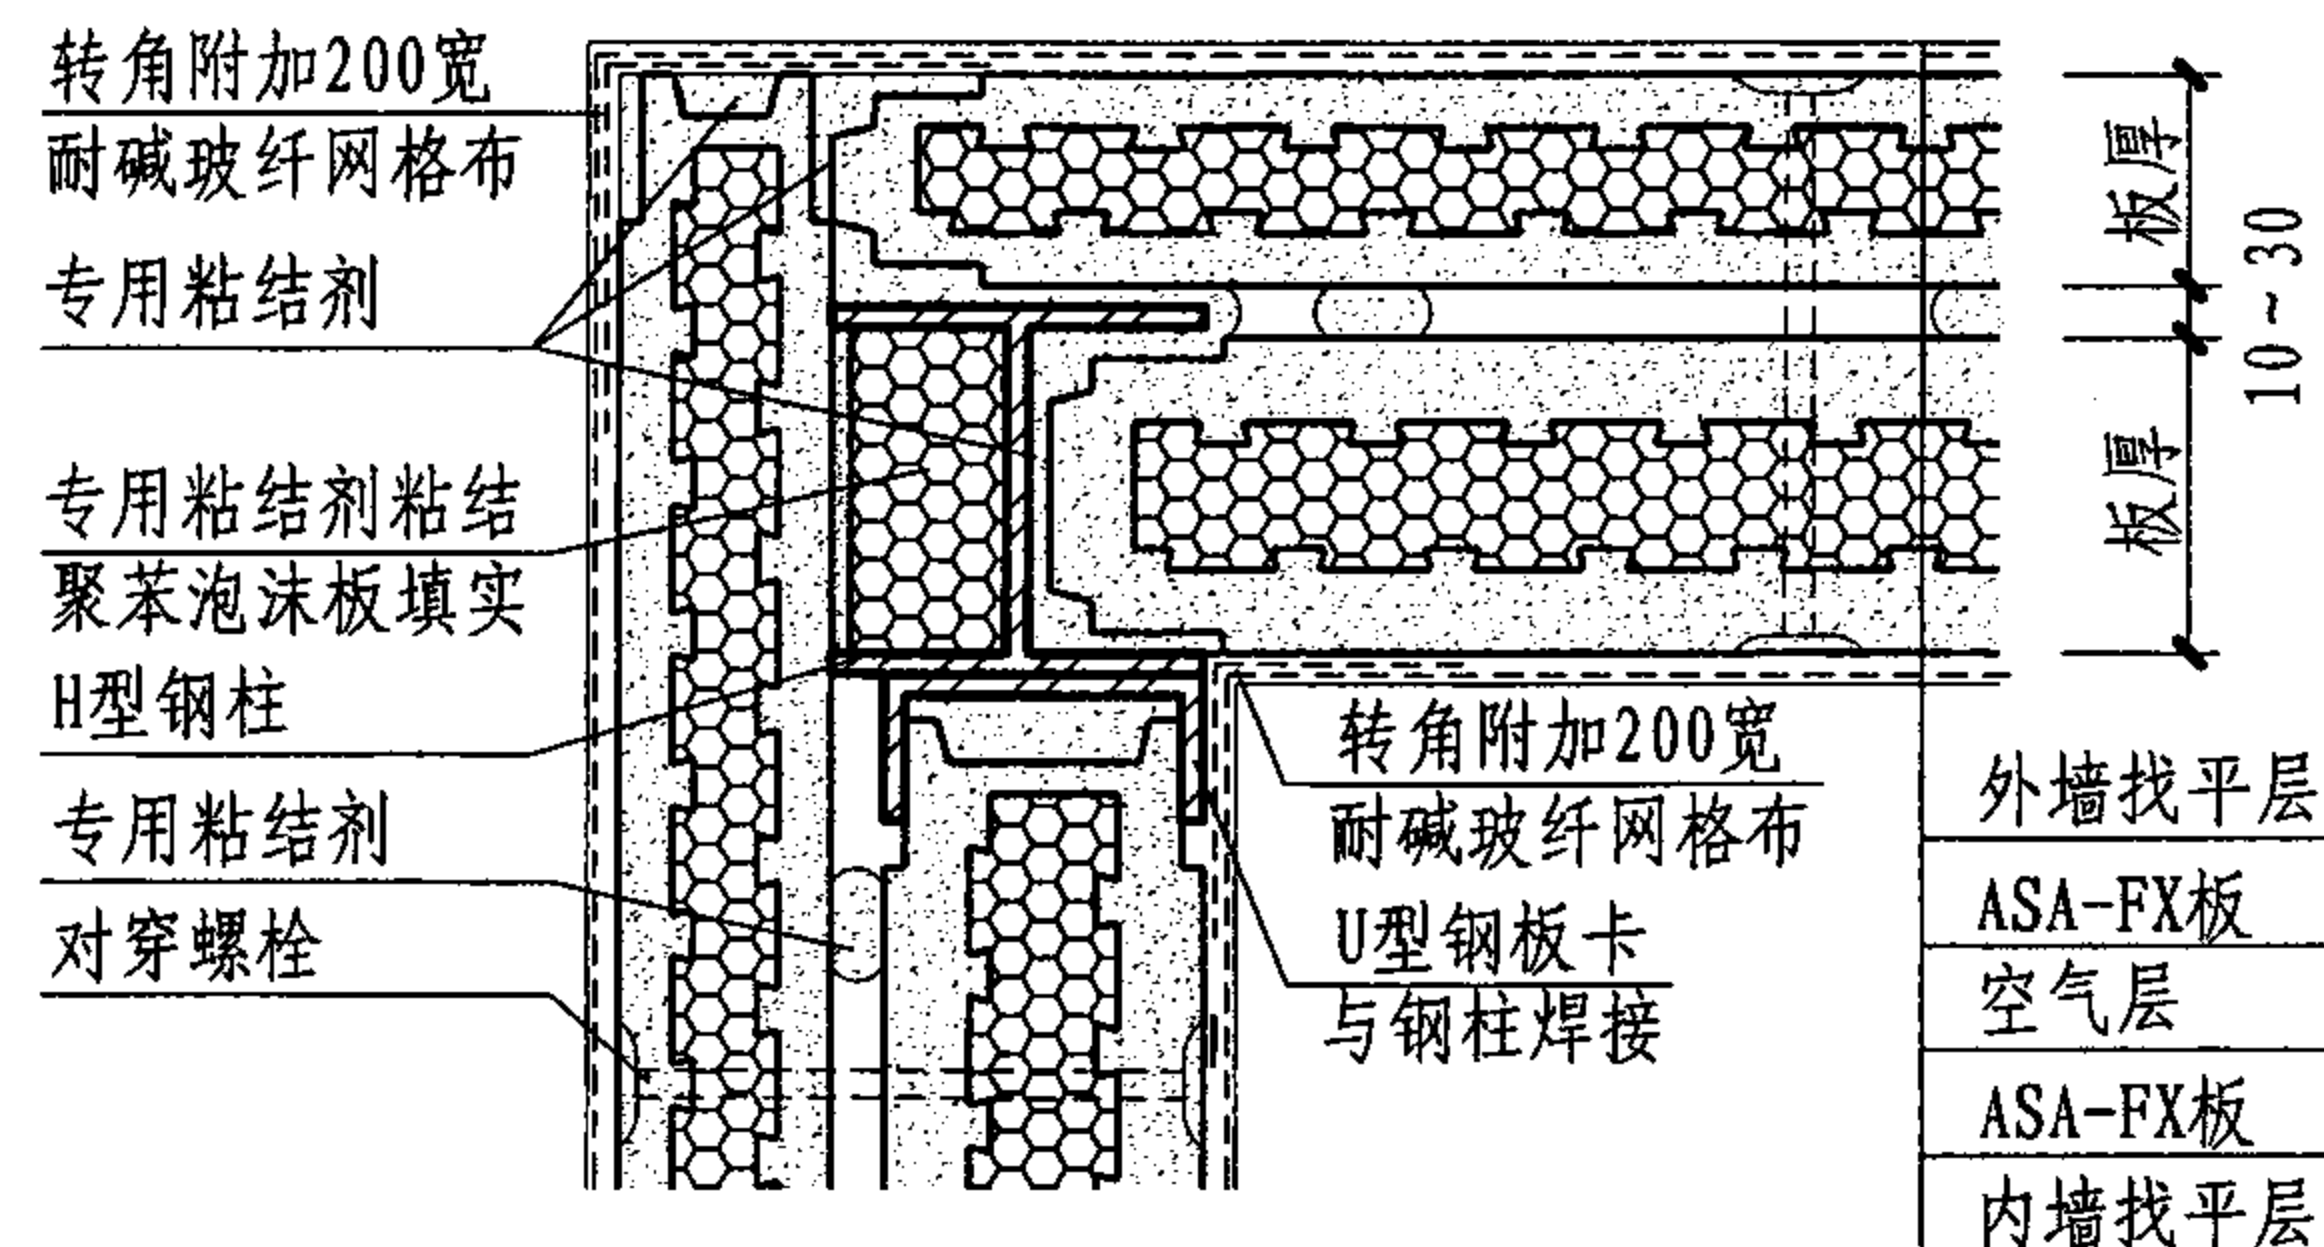 转角附加200宽
耐碱玻纤网格布
专用粘结剂
专用粘结剂粘结
聚苯泡沫板填实
H型钢柱
专用粘结剂
对穿螺栓
转角附加200宽
耐碱玻纤网格布
U型钢板卡
与钢柱焊接
板厚
10~30
板厚
外墙找平层
ASA-FX板
空气层
ASA-FX板
内墙找平层